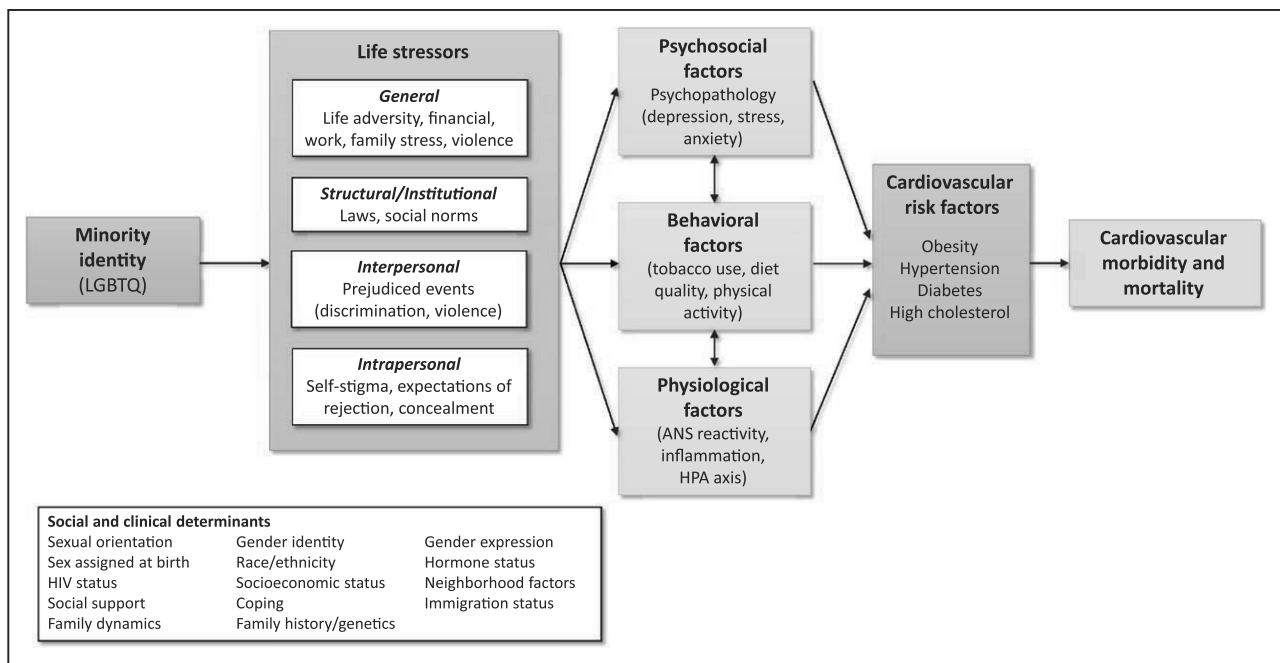 Minority
identity
(LGBTQ)
Life stressors
General
Life adversity, financial,
work, family stress, violence
Structural/Institutional
Laws, social norms
Interpersonal
Prejudiced events
(discrimination, violence)
Intrapersonal
Self-stigma, expectations of
rejection, concealment
Psychosocial
factors
Psychopathology
(depression, stress,
anxiety)
Behavioral
factors
(tobacco use, diet
quality, physical
activity)
Physiological
factors
(ANS reactivity,
inflammation,
HPA axis)
Cardiovascular
risk factors
Obesity
Hypertension
Diabetes
High cholesterol
Cardiovascular
morbidity and
mortality
Social and clinical determinants
Sexual orientation Gender identity Gender expression
Sex assigned at birth Race/ethnicity Hormone status
HIV status Socioeconomic status Neighborhood factors
Social support Coping Immigration status
Family dynamics Family history/genetics